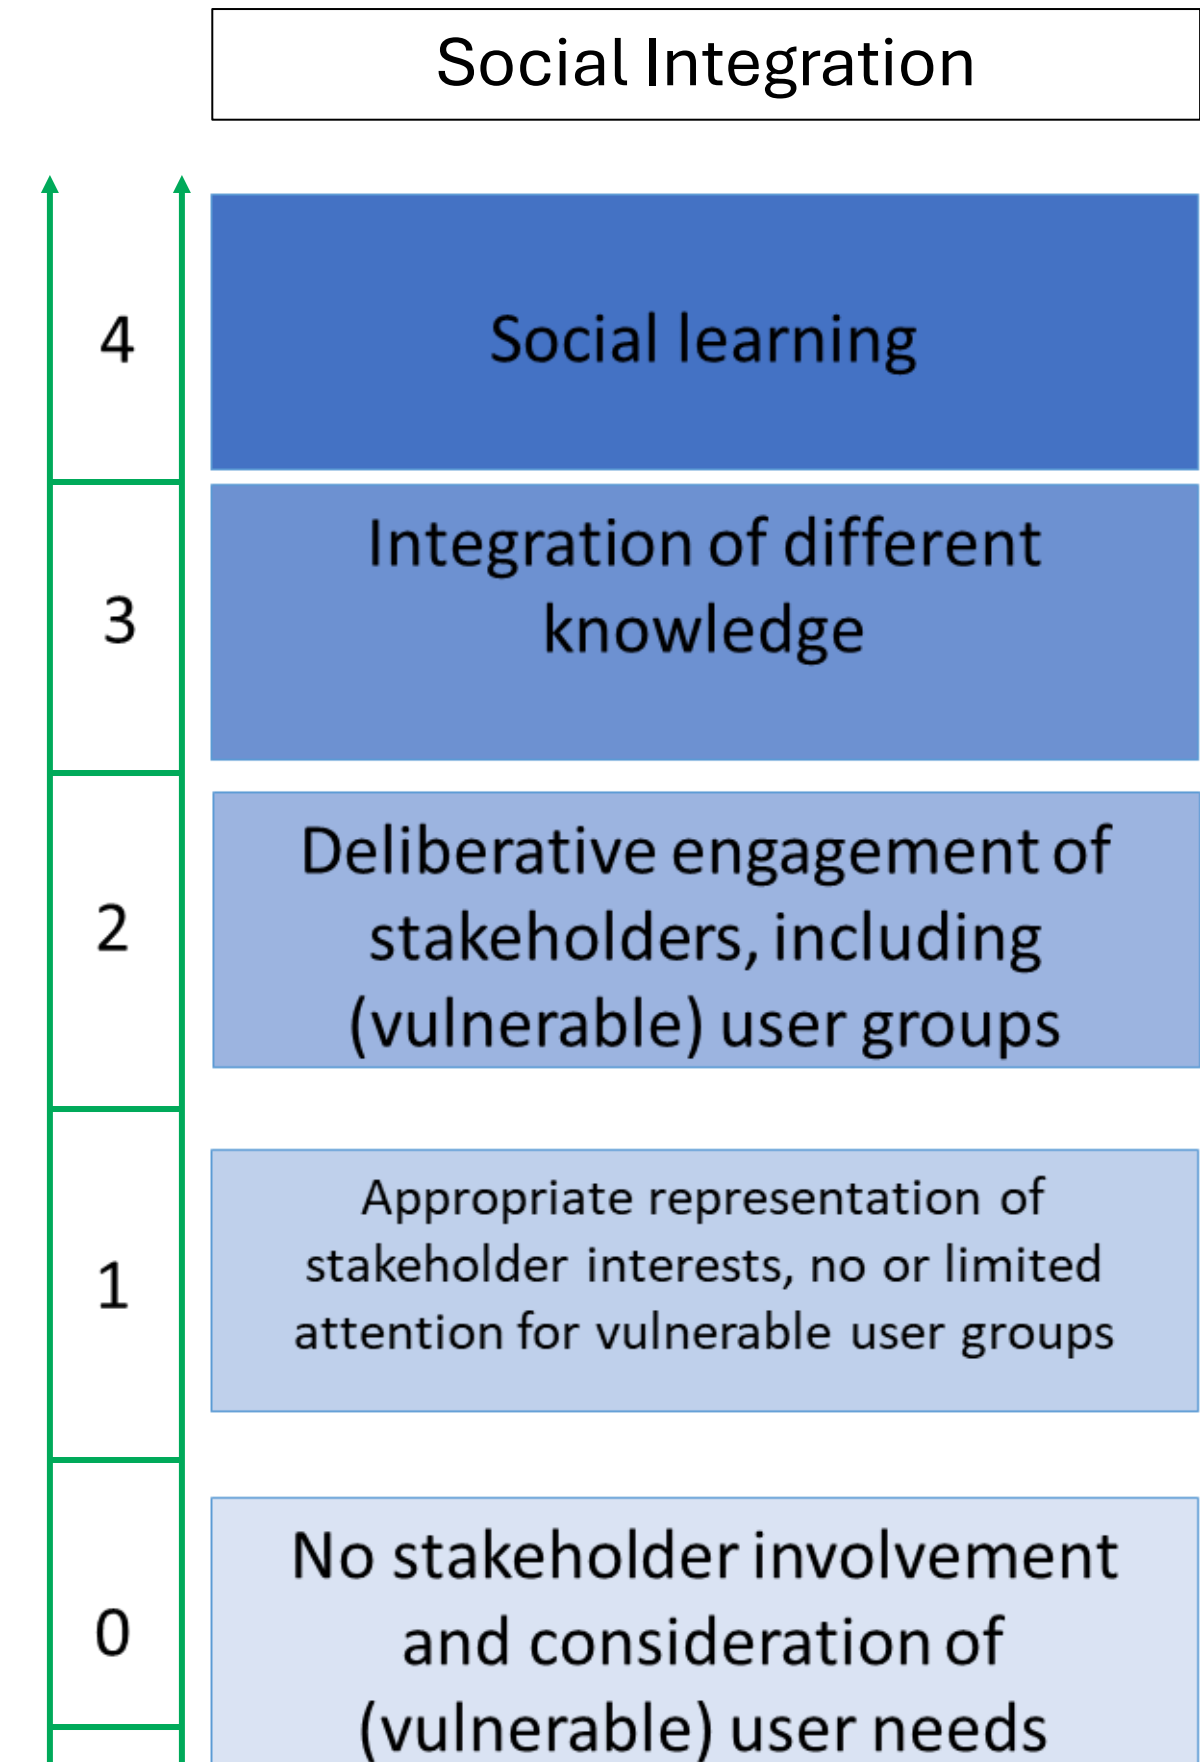 Social Integration
4
Social learning
3
Integration of different
knowledge
2
Deliberative engagement of
stakeholders, including
(vulnerable) user groups
1
Appropriate representation of
stakeholder interests, no or limited
attention for vulnerable user groups
0
No stakeholder involvement
and consideration of
(vulnerable) user needs